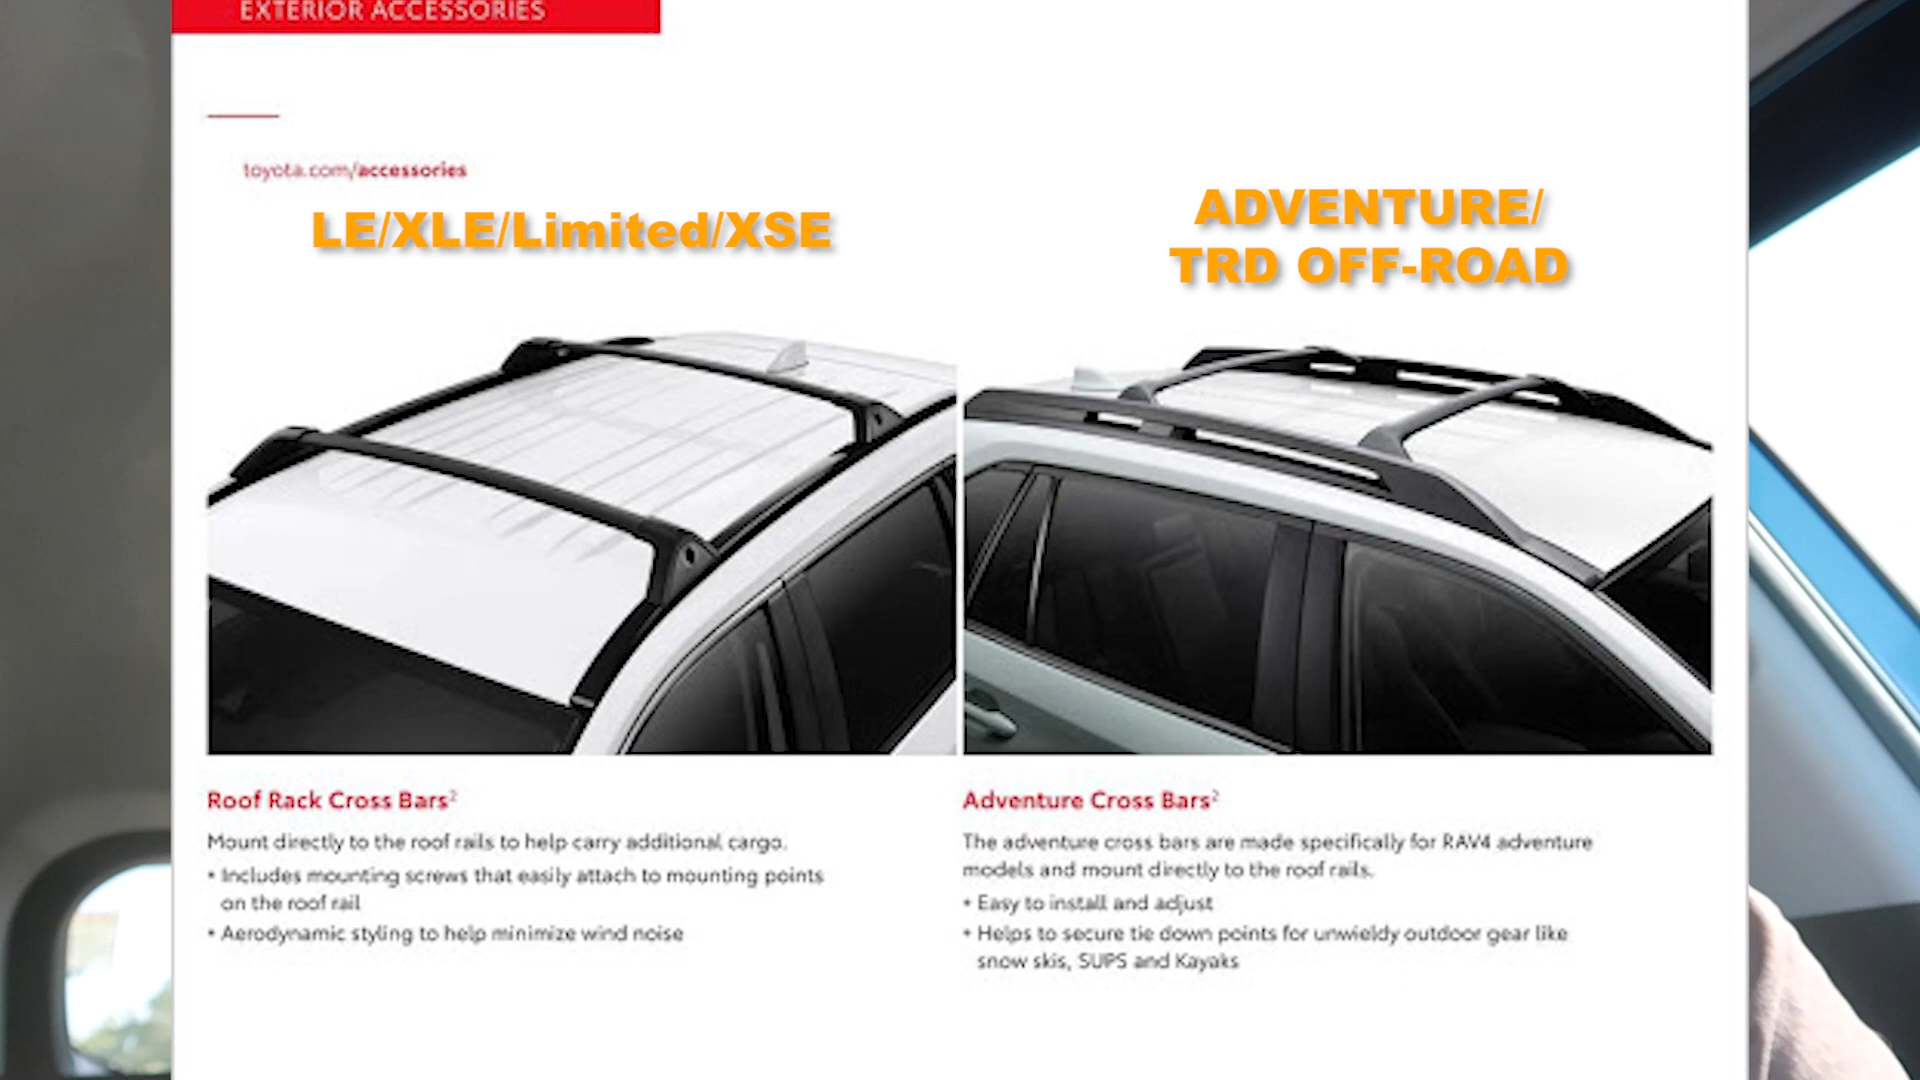 EXTERIOR ACCESSORIES
toyota.com/accessories
LE/XLE/Limited/XSE
ADVENTURE/
TRD OFF-ROAD
Roof Rack Cross Bars²
Mount directly to the roof rails to help carry additional cargo.
• Includes mounting screws that easily attach to mounting points
on the roof rail
• Aerodynamic styling to help minimize wind noise
Adventure Cross Bars²
The adventure cross bars are made specifically for RAV4 adventure
models and mount directly to the roof rails.
• Easy to install and adjust
• Helps to secure tie down points for unwieldy outdoor gear like
snow skis, SUPS and Kayaks